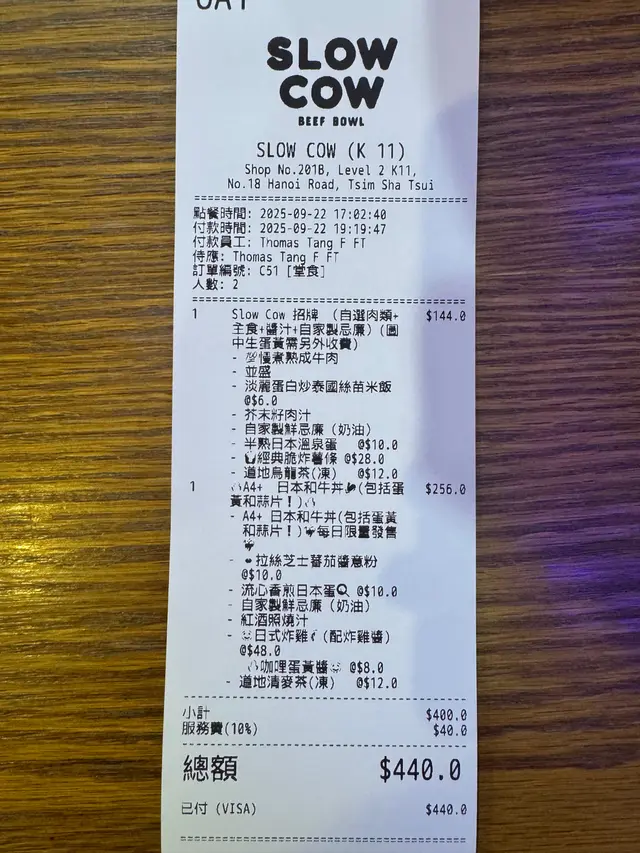 SLOW
COW
BEEF BOWL
SLOW COW (K 11)
Shop No.201B, Level 2 K11,
No.18 Hanoi Road, Tsim Sha Tsui
點餐時間: 2025-09-22 17:02:40
付款時間: 2025-09-22 19:19:47
付款員工: Thomas Tang F FT
侍應: Thomas Tang F FT
訂單編號: C51 [堂食]
人數: 2
1 Slow Cow 招牌 (自選肉類+ $144.0
主食+醬汁+自家製忌廉) (圖
中生蛋黃需另外收費)
- 💯慢煮熟成牛肉
- 並盛
- 淡麗蛋白炒泰國絲苗米飯
@$6.0
- 芥末籽肉汁
- 自家製鮮忌廉 (奶油)
- 半熟日本溫泉蛋 @$10.0
- 經典脆炸薯條 @$28.0
- 道地烏龍茶(凍) @$12.0
1 A4+ 日本和牛丼(包括蛋 $256.0
黃和蒜片!)
- A4+ 日本和牛丼(包括蛋黃
和蒜片!)每日限量發售
- 拉絲芝士蕃茄醬意粉
@$10.0
- 流心香煎日本蛋🔍 @$10.0
- 自家製鮮忌廉 (奶油)
- 紅酒照燒汁
- 日式炸雞 (配炸雞醬)
@$48.0
咖哩蛋黃醬 @$8.0
- 道地清麥茶(凍) @$12.0
小計 $400.0
服務費(10%) $40.0
總額 $440.0
已付 (VISA) $440.0